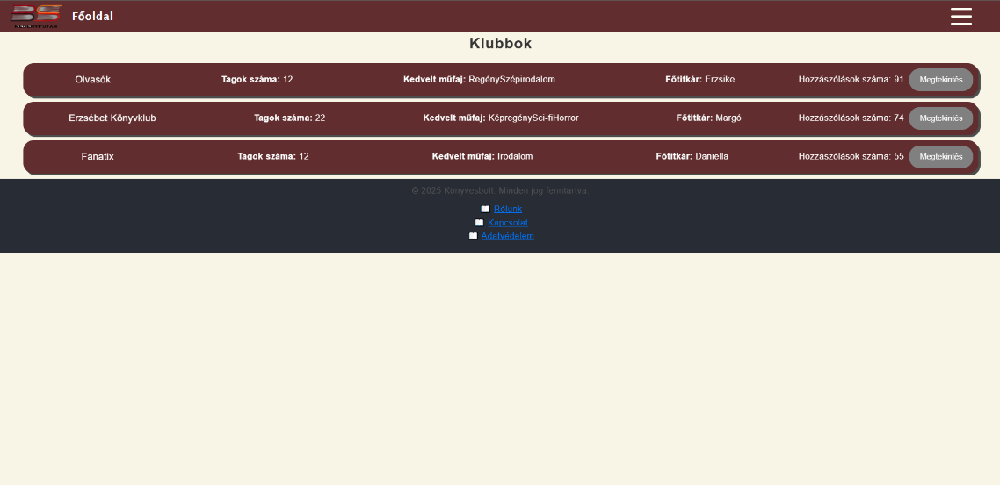 Főoldal
Klubbok
Olvasók Tagok száma: 12 Kedvelt műfaj: RegénySzépirodalom Főtitkár: Erzsike Hozzászólások száma: 91 Megtekintés
Erzsébet Könyvklub Tagok száma: 22 Kedvelt műfaj: KépregénySci-fiHorror Főtitkár: Margó Hozzászólások száma: 74 Megtekintés
Fanatix Tagok száma: 12 Kedvelt műfaj: Irodalom Főtitkár: Daniella Hozzászólások száma: 55 Megtekintés
© 2025 Könyvesbolt. Minden jog fenntartva.
Rólunk
Kapcsolat
Adatvédelem